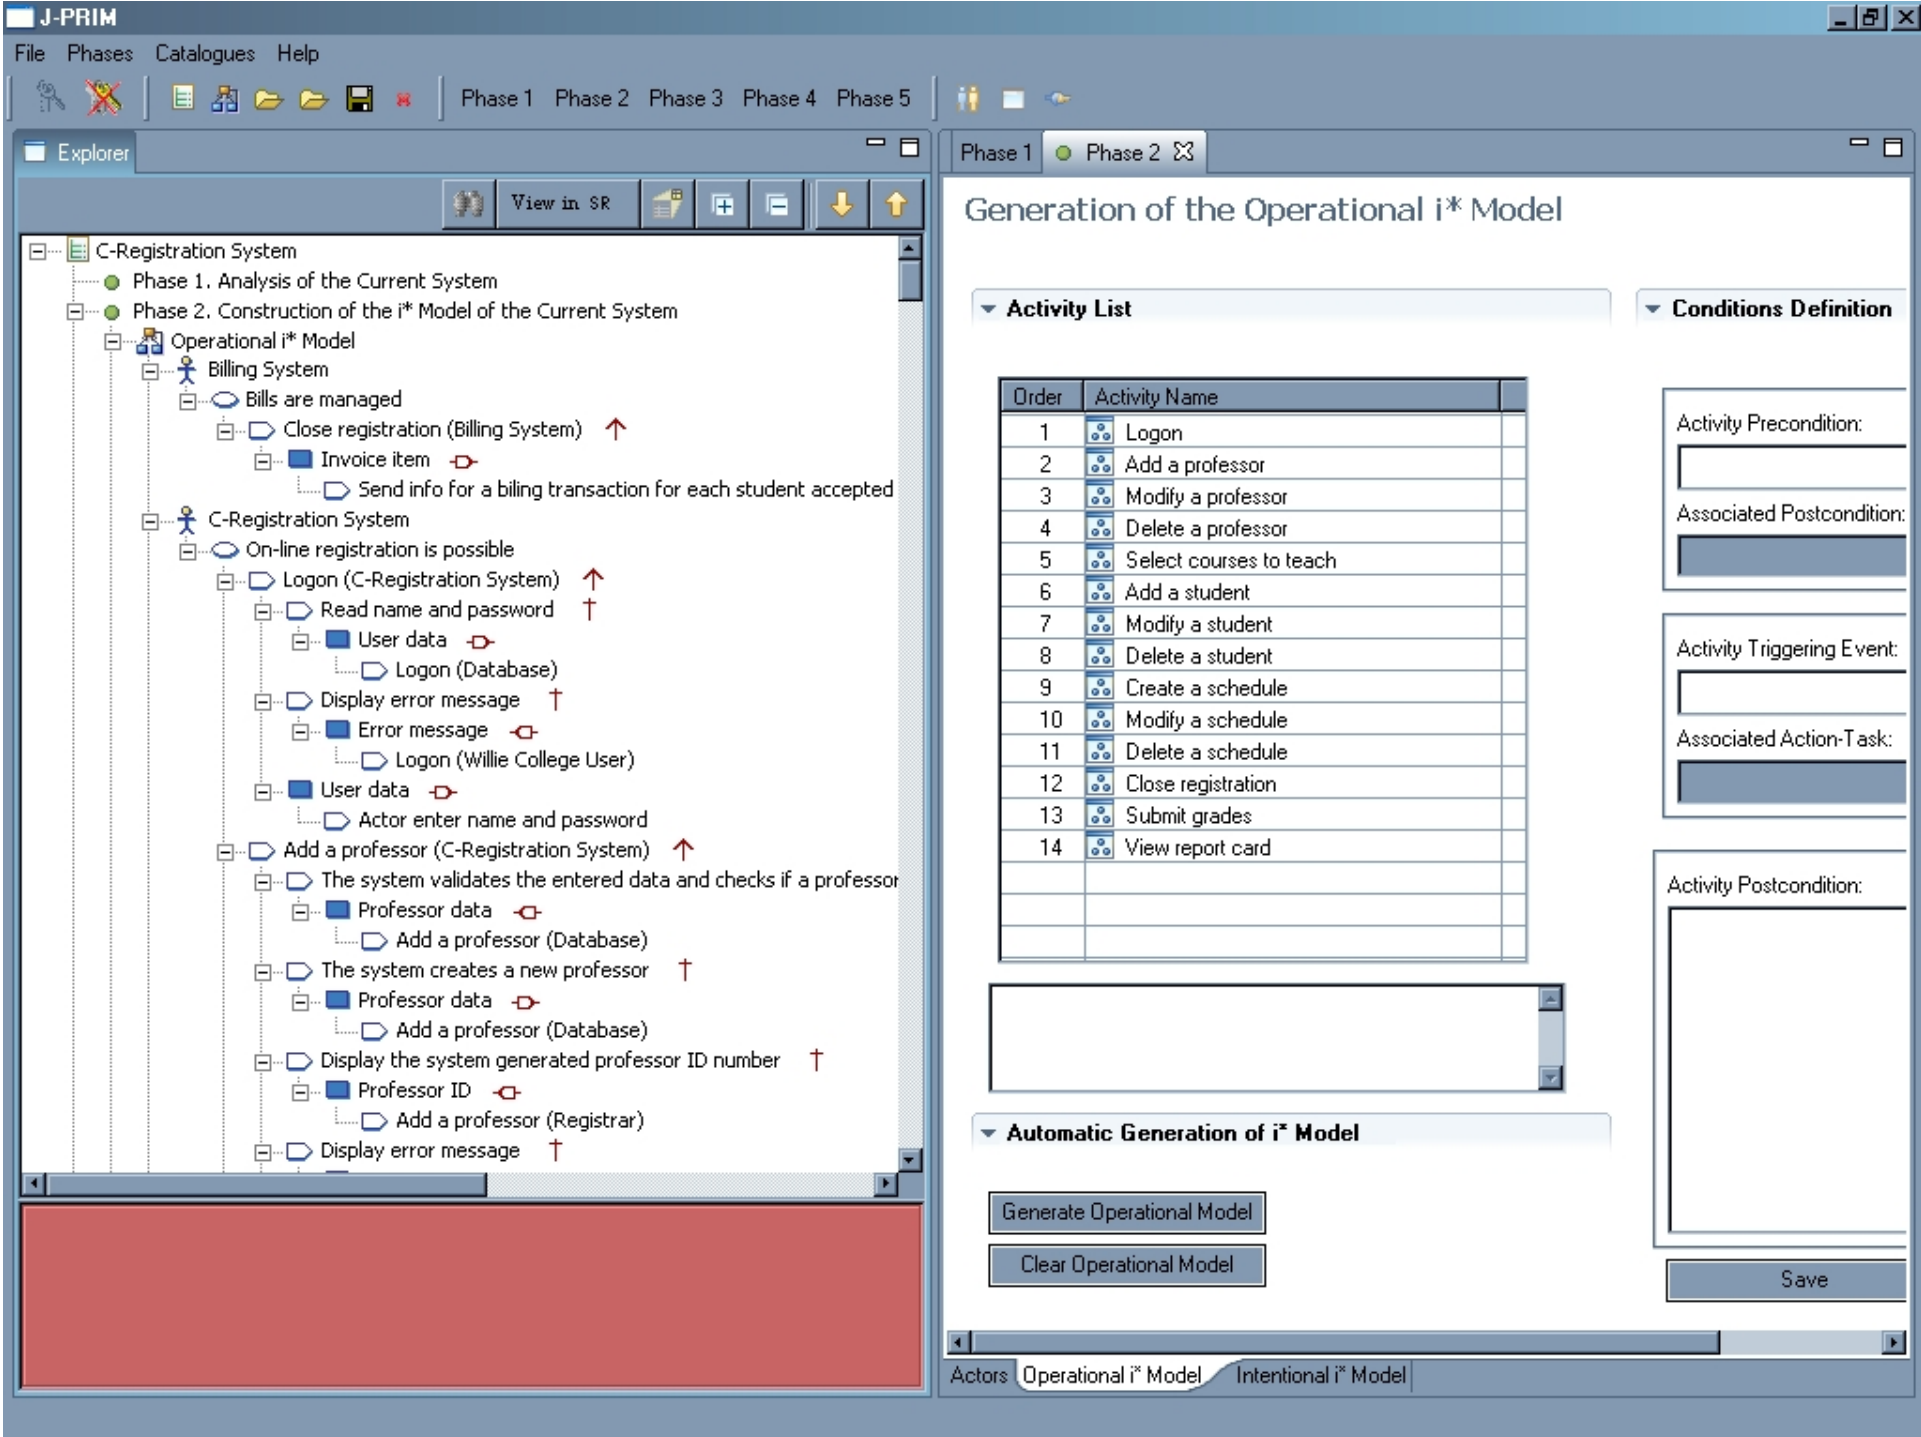 J-PRIM
File Phases Catalogues Help
Phase 1 Phase 2 Phase 3 Phase 4 Phase 5
Explorer
View in SR
C-Registration System
Phase 1. Analysis of the Current System
Phase 2. Construction of the i* Model of the Current System
Operational i* Model
Billing System
Bills are managed
Close registration (Billing System)
Invoice item
Send info for a biling transaction for each student accepted
C-Registration System
On-line registration is possible
Logon (C-Registration System)
Read name and password
User data
Logon (Database)
Display error message
Error message
Logon (Willie College User)
User data
Actor enter name and password
Add a professor (C-Registration System)
The system validates the entered data and checks if a professor
Professor data
Add a professor (Database)
The system creates a new professor
Professor data
Add a professor (Database)
Display the system generated professor ID number
Professor ID
Add a professor (Registrar)
Display error message
Phase 1 Phase 2
Generation of the Operational i* Model
Activity List
Order Activity Name
1 Logon
2 Add a professor
3 Modify a professor
4 Delete a professor
5 Select courses to teach
6 Add a student
7 Modify a student
8 Delete a student
9 Create a schedule
10 Modify a schedule
11 Delete a schedule
12 Close registration
13 Submit grades
14 View report card
Automatic Generation of i* Model
Generate Operational Model
Clear Operational Model
Conditions Definition
Activity Precondition:
Associated Postcondition:
Activity Triggering Event:
Associated Action-Task:
Activity Postcondition:
Save
Actors Operational i* Model Intentional i* Model